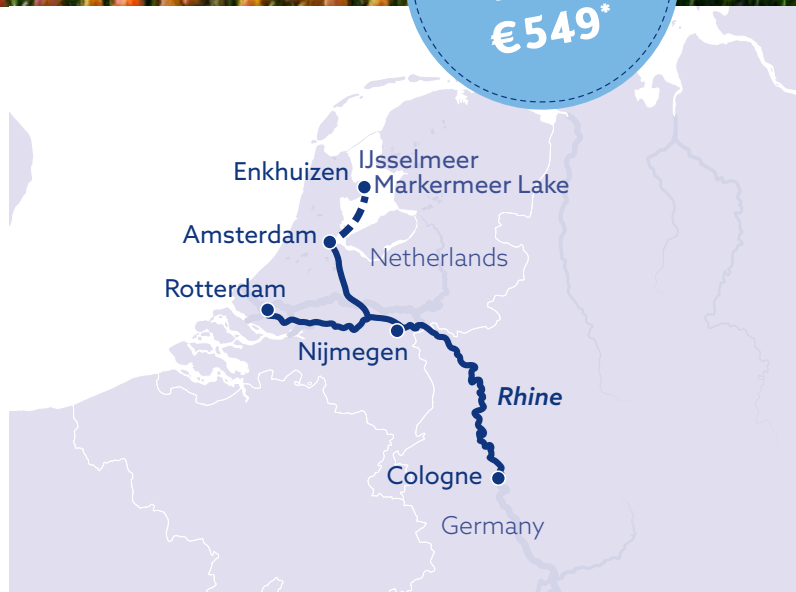 €549*
IJsselmeer
Enkhuizen
Markermeer Lake
Amsterdam
Netherlands
Rotterdam
Nijmegen
Rhine
Cologne
Germany